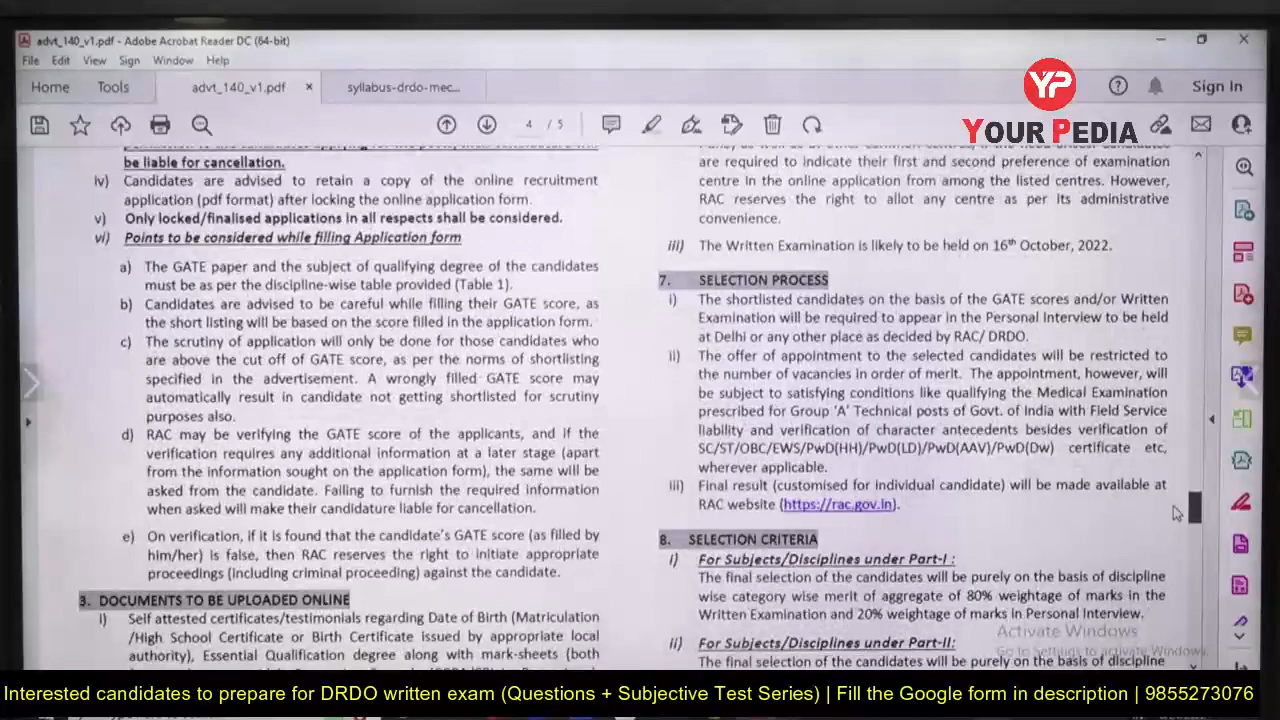 advt_140_v1.pdf - Adobe Acrobat Reader DC (64-bit)
File Edit View Sign Window Help
Home Tools advt_140_v1.pdf × syllabus-drdo-mec... Sign In
4 / 5
YP
YOUR PEDIA
be liable for cancellation.
iv) Candidates are advised to retain a copy of the online recruitment
application (pdf format) after locking the online application form.
v) Only locked/finalised applications in all respects shall be considered.
vi) Points to be considered while filling Application form
a) The GATE paper and the subject of qualifying degree of the candidates
must be as per the discipline-wise table provided (Table 1).
b) Candidates are advised to be careful while filling their GATE score, as
the short listing will be based on the score filled in the application form.
c) The scrutiny of application will only be done for those candidates who
are above the cut off of GATE score, as per the norms of shortlisting
specified in the advertisement. A wrongly filled GATE score may
automatically result in candidate not getting shortlisted for scrutiny
purposes also.
d) RAC may be verifying the GATE score of the applicants, and if the
verification requires any additional information at a later stage (apart
from the information sought on the application form), the same will be
asked from the candidate. Failing to furnish the required information
when asked will make their candidature liable for cancellation.
e) On verification, if it is found that the candidate's GATE score (as filled by
him/her) is false, then RAC reserves the right to initiate appropriate
proceedings (including criminal proceeding) against the candidate.
3. DOCUMENTS TO BE UPLOADED ONLINE
i) Self attested certificates/testimonials regarding Date of Birth (Matriculation
/High School Certificate or Birth Certificate issued by appropriate local
authority), Essential Qualification degree along with mark-sheets (both
are required to indicate their first and second preference of examination
centre in the online application from among the listed centres. However,
RAC reserves the right to allot any centre as per its administrative
convenience.
iii) The Written Examination is likely to be held on 16th October, 2022.
7. SELECTION PROCESS
i) The shortlisted candidates on the basis of the GATE scores and/or Written
Examination will be required to appear in the Personal Interview to be held
at Delhi or any other place as decided by RAC/ DRDO.
ii) The offer of appointment to the selected candidates will be restricted to
the number of vacancies in order of merit. The appointment, however, will
be subject to satisfying conditions like qualifying the Medical Examination
prescribed for Group 'A' Technical posts of Govt. of India with Field Service
liability and verification of character antecedents besides verification of
SC/ST/OBC/EWS/PwD(HH)/PwD(LD)/PwD(AAV)/PwD(Dw) certificate etc,
wherever applicable.
iii) Final result (customised for individual candidate) will be made available at
RAC website (https://rac.gov.in).
8. SELECTION CRITERIA
i) For Subjects/Disciplines under Part-I :
The final selection of the candidates will be purely on the basis of discipline
wise category wise merit of aggregate of 80% weightage of marks in the
Written Examination and 20% weightage of marks in Personal Interview.
ii) For Subjects/Disciplines under Part-II:
The final selection of the candidates will be purely on the basis of discipline
Activate Windows
Go to Settings to activate Windows.
Interested candidates to prepare for DRDO written exam (Questions + Subjective Test Series) | Fill the Google form in description | 9855273076